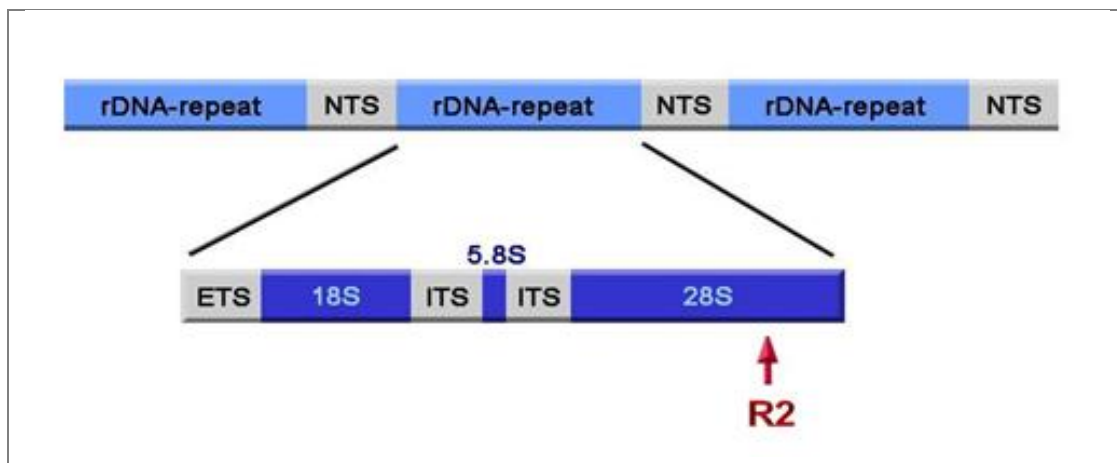 rDNA-repeat NTS rDNA-repeat NTS rDNA-repeat NTS
5.8S
ETS 18S ITS ITS 28S
R2